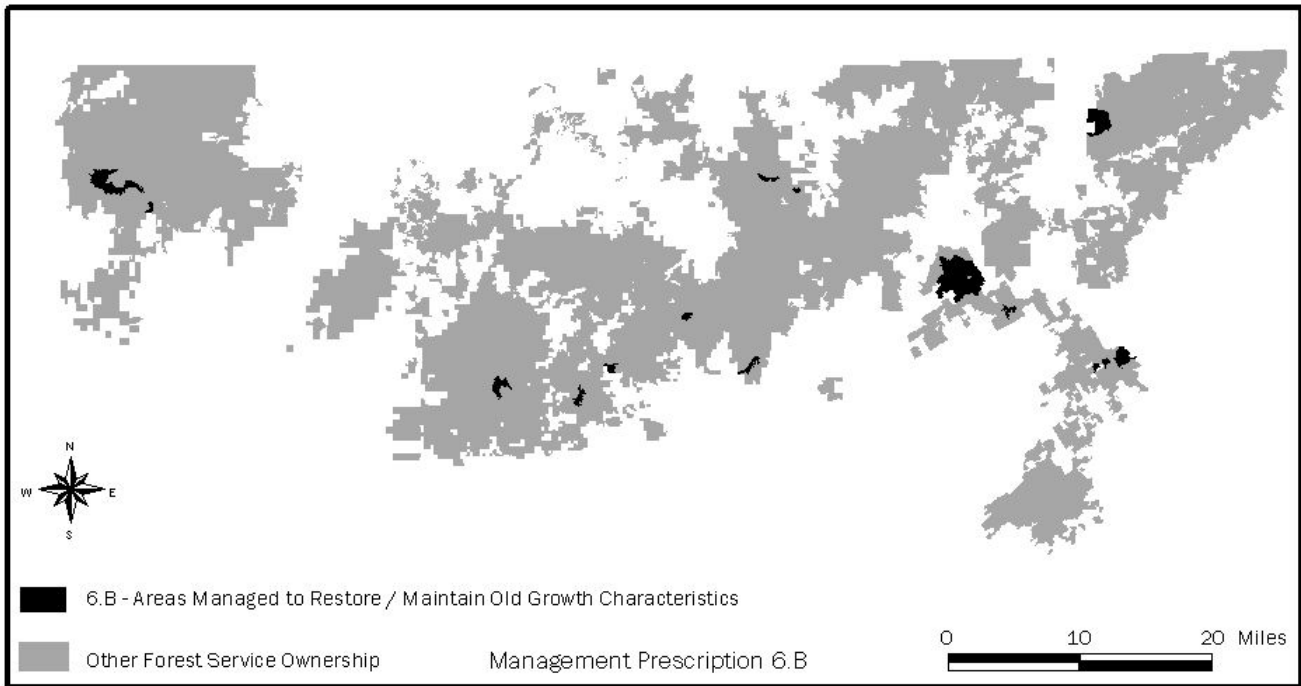 N
W E
S
6.B - Areas Managed to Restore / Maintain Old Growth Characteristics
0 10 20 Miles
Other Forest Service Ownership
Management Prescription 6.B